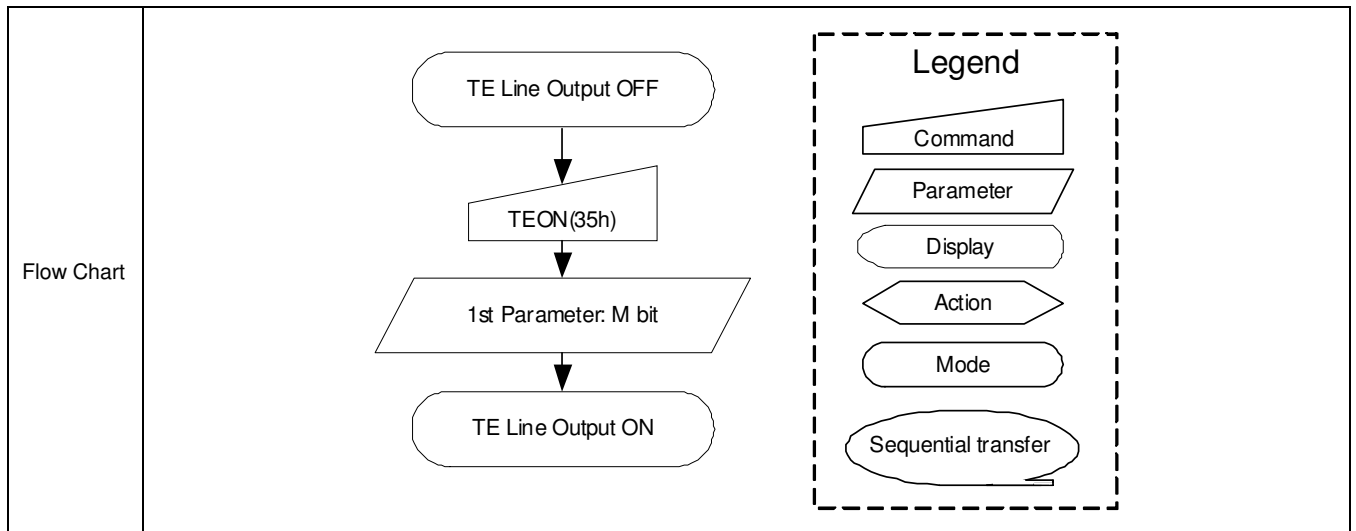 Flow Chart
TE Line Output OFF
TEON(35h)
1st Parameter: M bit
TE Line Output ON
Legend
Command
Parameter
Display
Action
Mode
Sequential transfer